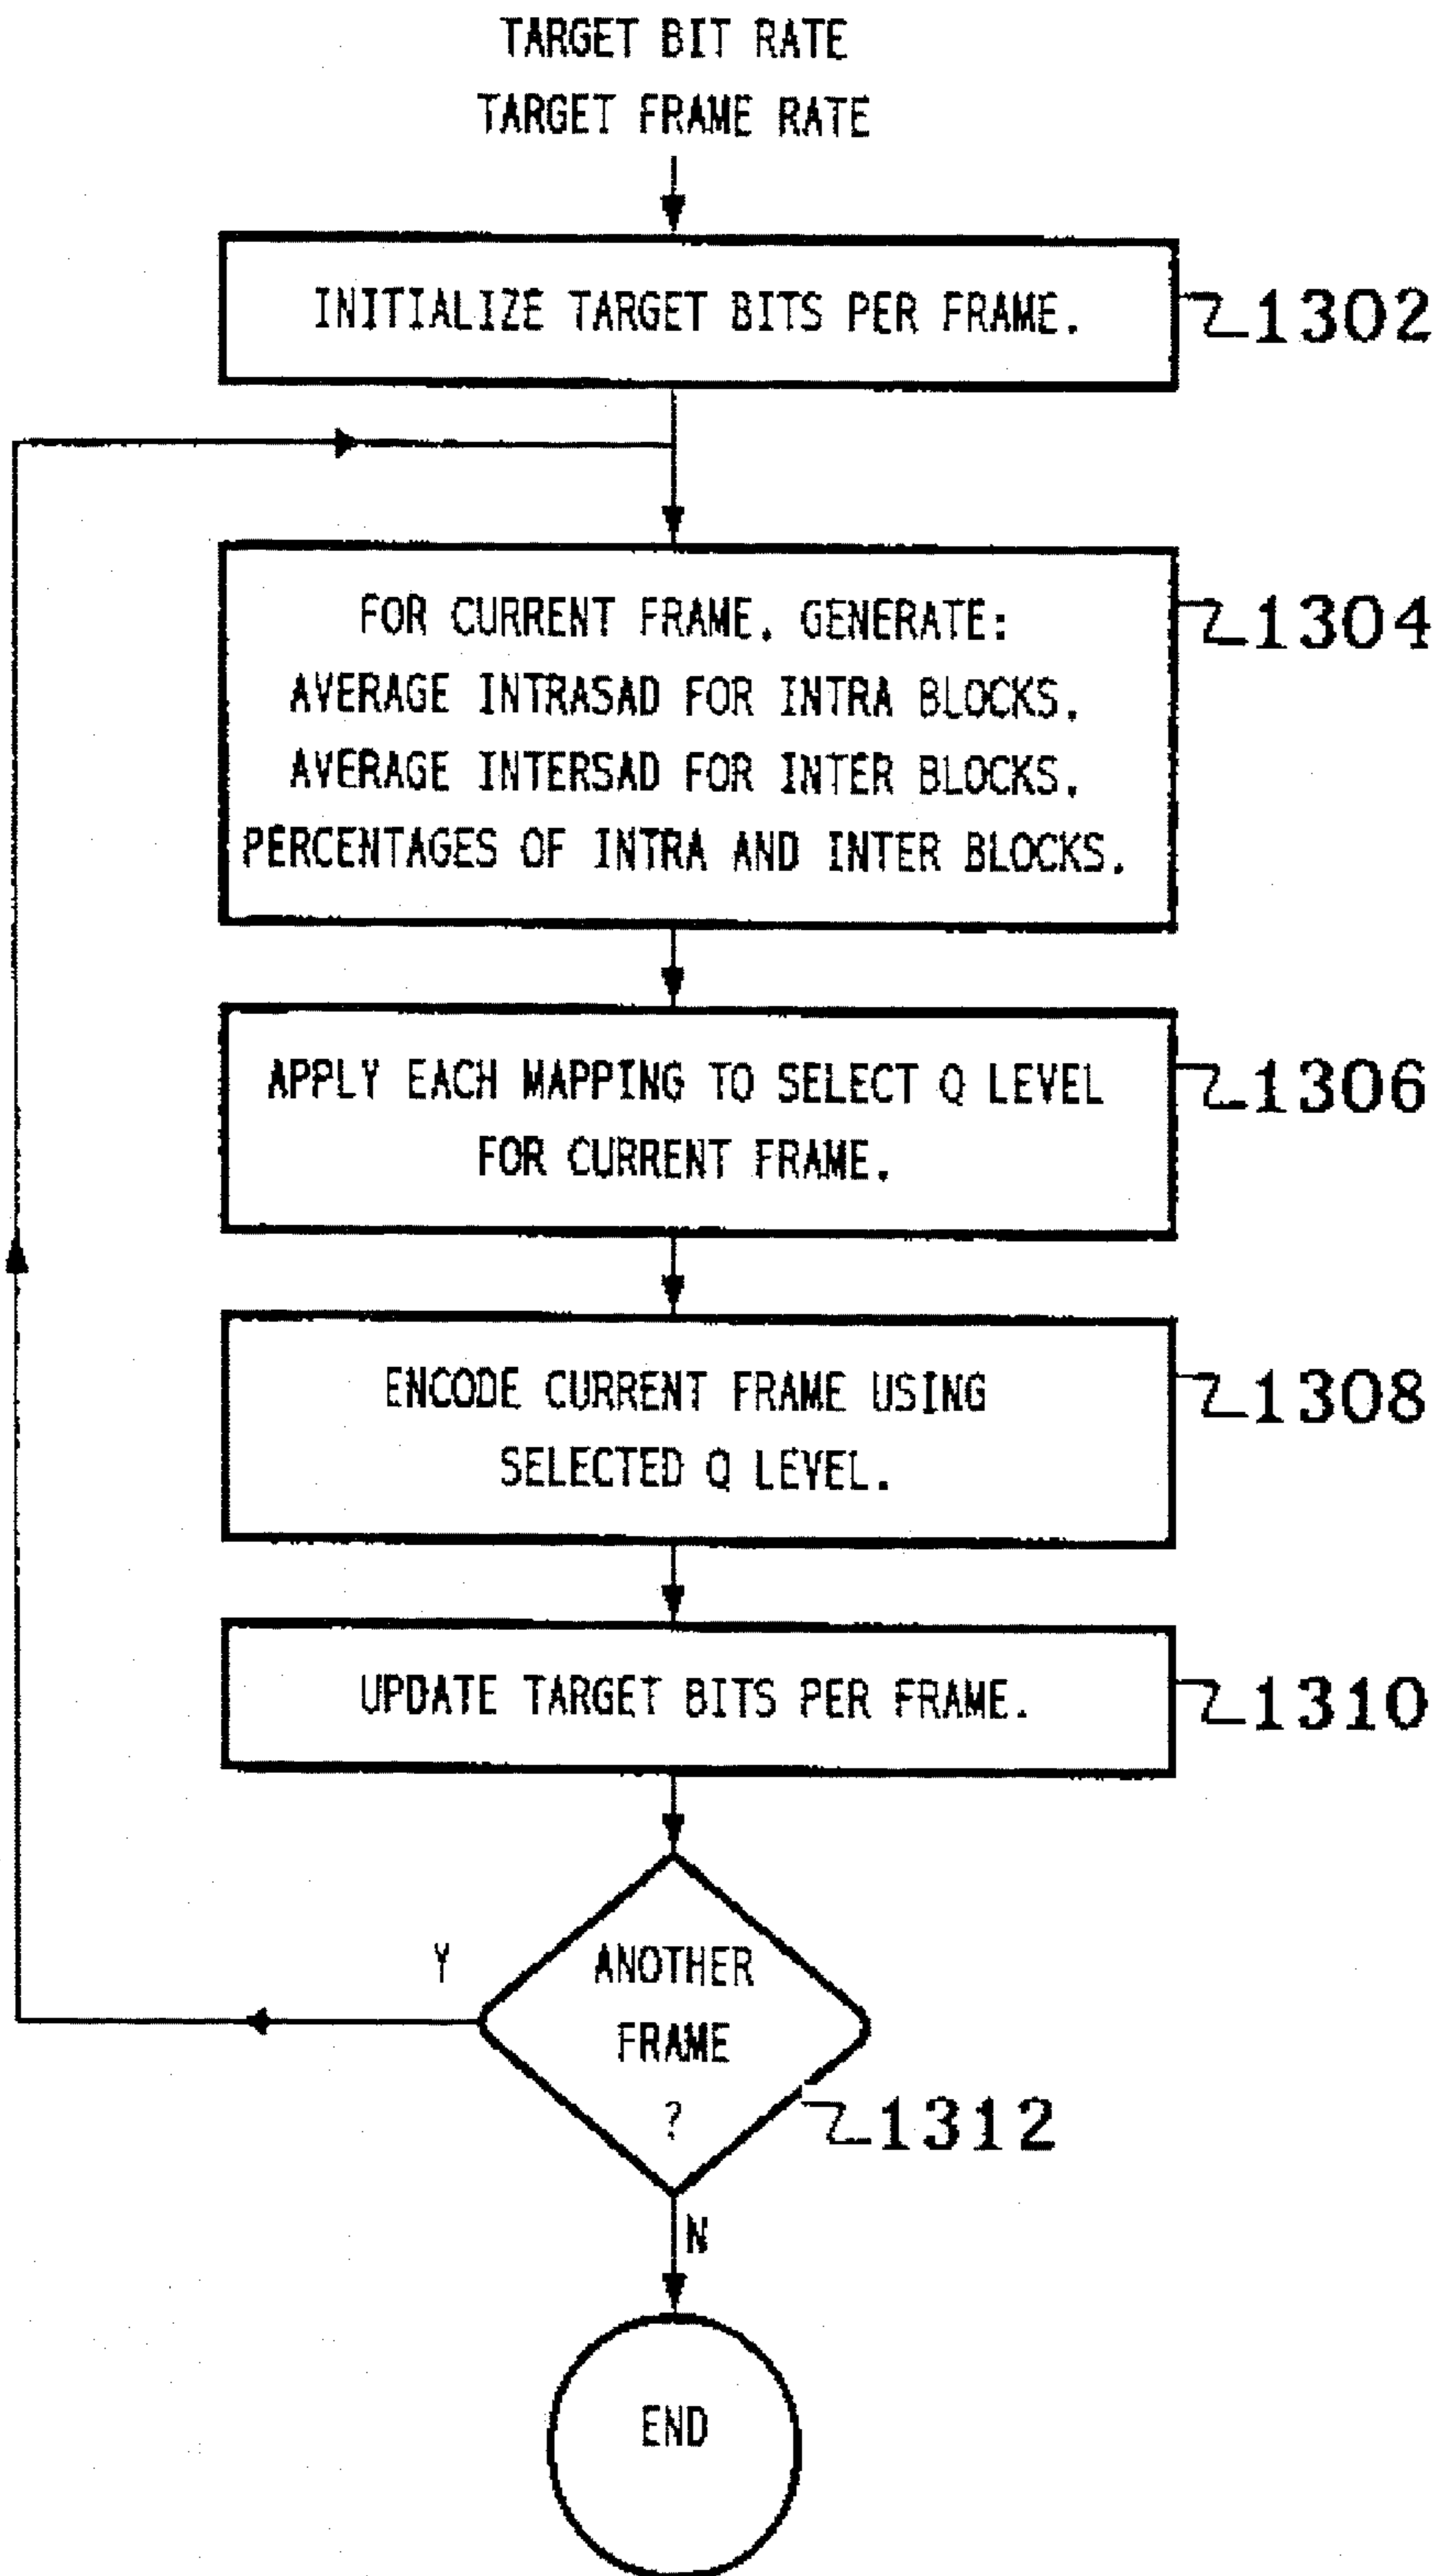 TARGET BIT RATE
TARGET FRAME RATE
INITIALIZE TARGET BITS PER FRAME.
1302
FOR CURRENT FRAME. GENERATE:
AVERAGE INTRASAD FOR INTRA BLOCKS.
AVERAGE INTERSAD FOR INTER BLOCKS.
PERCENTAGES OF INTRA AND INTER BLOCKS.
1304
APPLY EACH MAPPING TO SELECT Q LEVEL
FOR CURRENT FRAME.
1306
ENCODE CURRENT FRAME USING
SELECTED Q LEVEL.
1308
UPDATE TARGET BITS PER FRAME.
1310
Y
ANOTHER
FRAME
?
1312
N
END